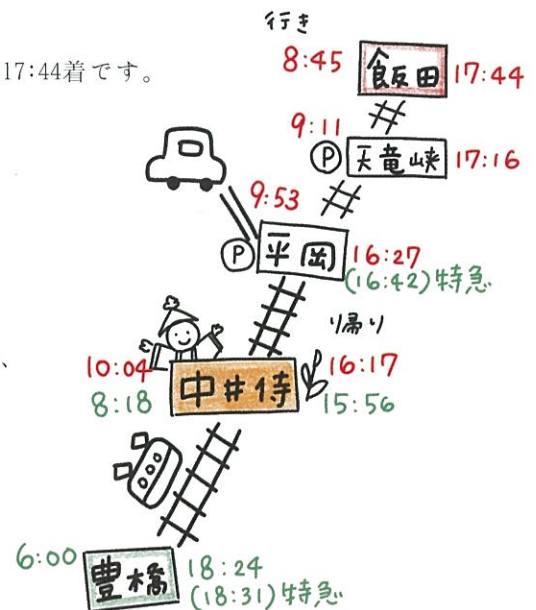 行き
17:44着です。
8:45 飯田 17:44
9:11
Ⓟ 天竜峡 17:16
9:53
Ⓟ 平岡 16:27
(16:42)特急
帰り
、
10:04 中井侍 16:17
8:18 15:56
6:00 豊橋 18:24
(18:31)特急